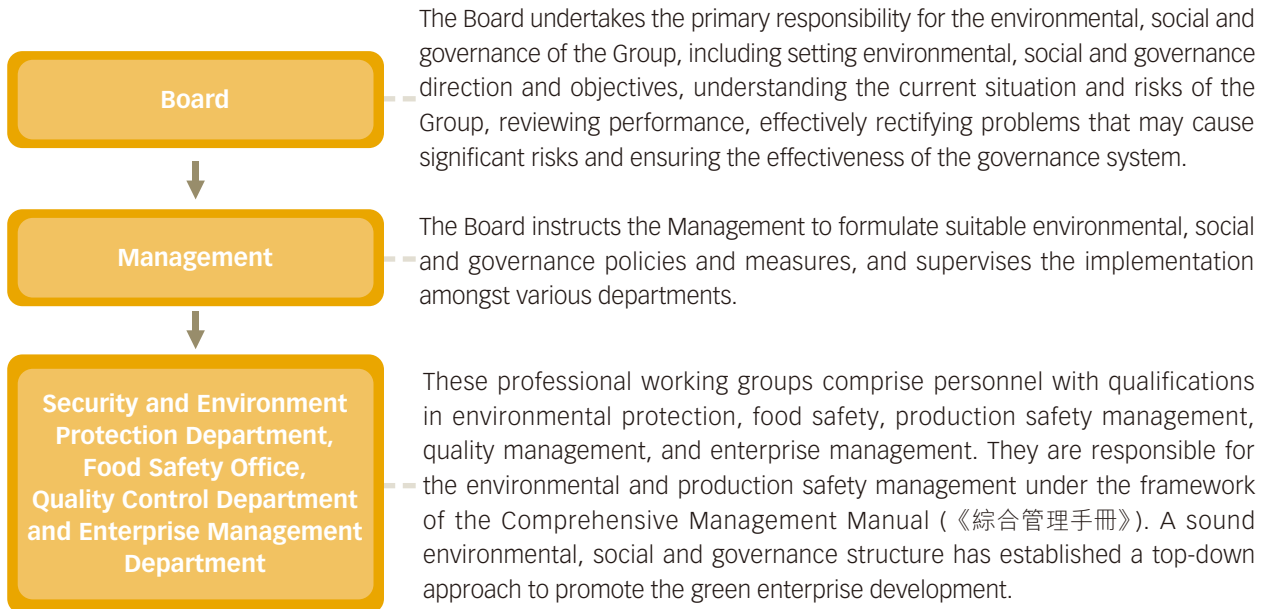 Board
The Board undertakes the primary responsibility for the environmental, social and
governance of the Group, including setting environmental, social and governance
direction and objectives, understanding the current situation and risks of the
Group, reviewing performance, effectively rectifying problems that may cause
significant risks and ensuring the effectiveness of the governance system.
Management
The Board instructs the Management to formulate suitable environmental, social
and governance policies and measures, and supervises the implementation
amongst various departments.
Security and Environment
Protection Department,
Food Safety Office,
Quality Control Department
and Enterprise Management
Department
These professional working groups comprise personnel with qualifications
in environmental protection, food safety, production safety management,
quality management, and enterprise management. They are responsible for
the environmental and production safety management under the framework
of the Comprehensive Management Manual (《綜合管理手冊》). A sound
environmental, social and governance structure has established a top-down
approach to promote the green enterprise development.